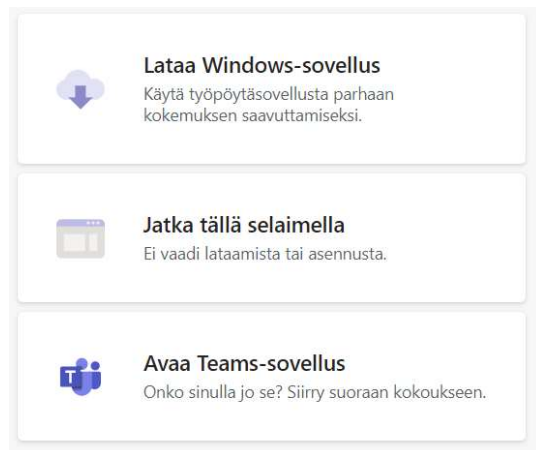 Lataa Windows-sovellus
Käytä työpöytäsovellusta parhaan
kokemuksen saavuttamiseksi.
Jatka tällä selaimella
Ei vaadi lataamista tai asennusta.
T
Avaa Teams-sovellus
Onko sinulla jo se? Siirry suoraan kokoukseen.